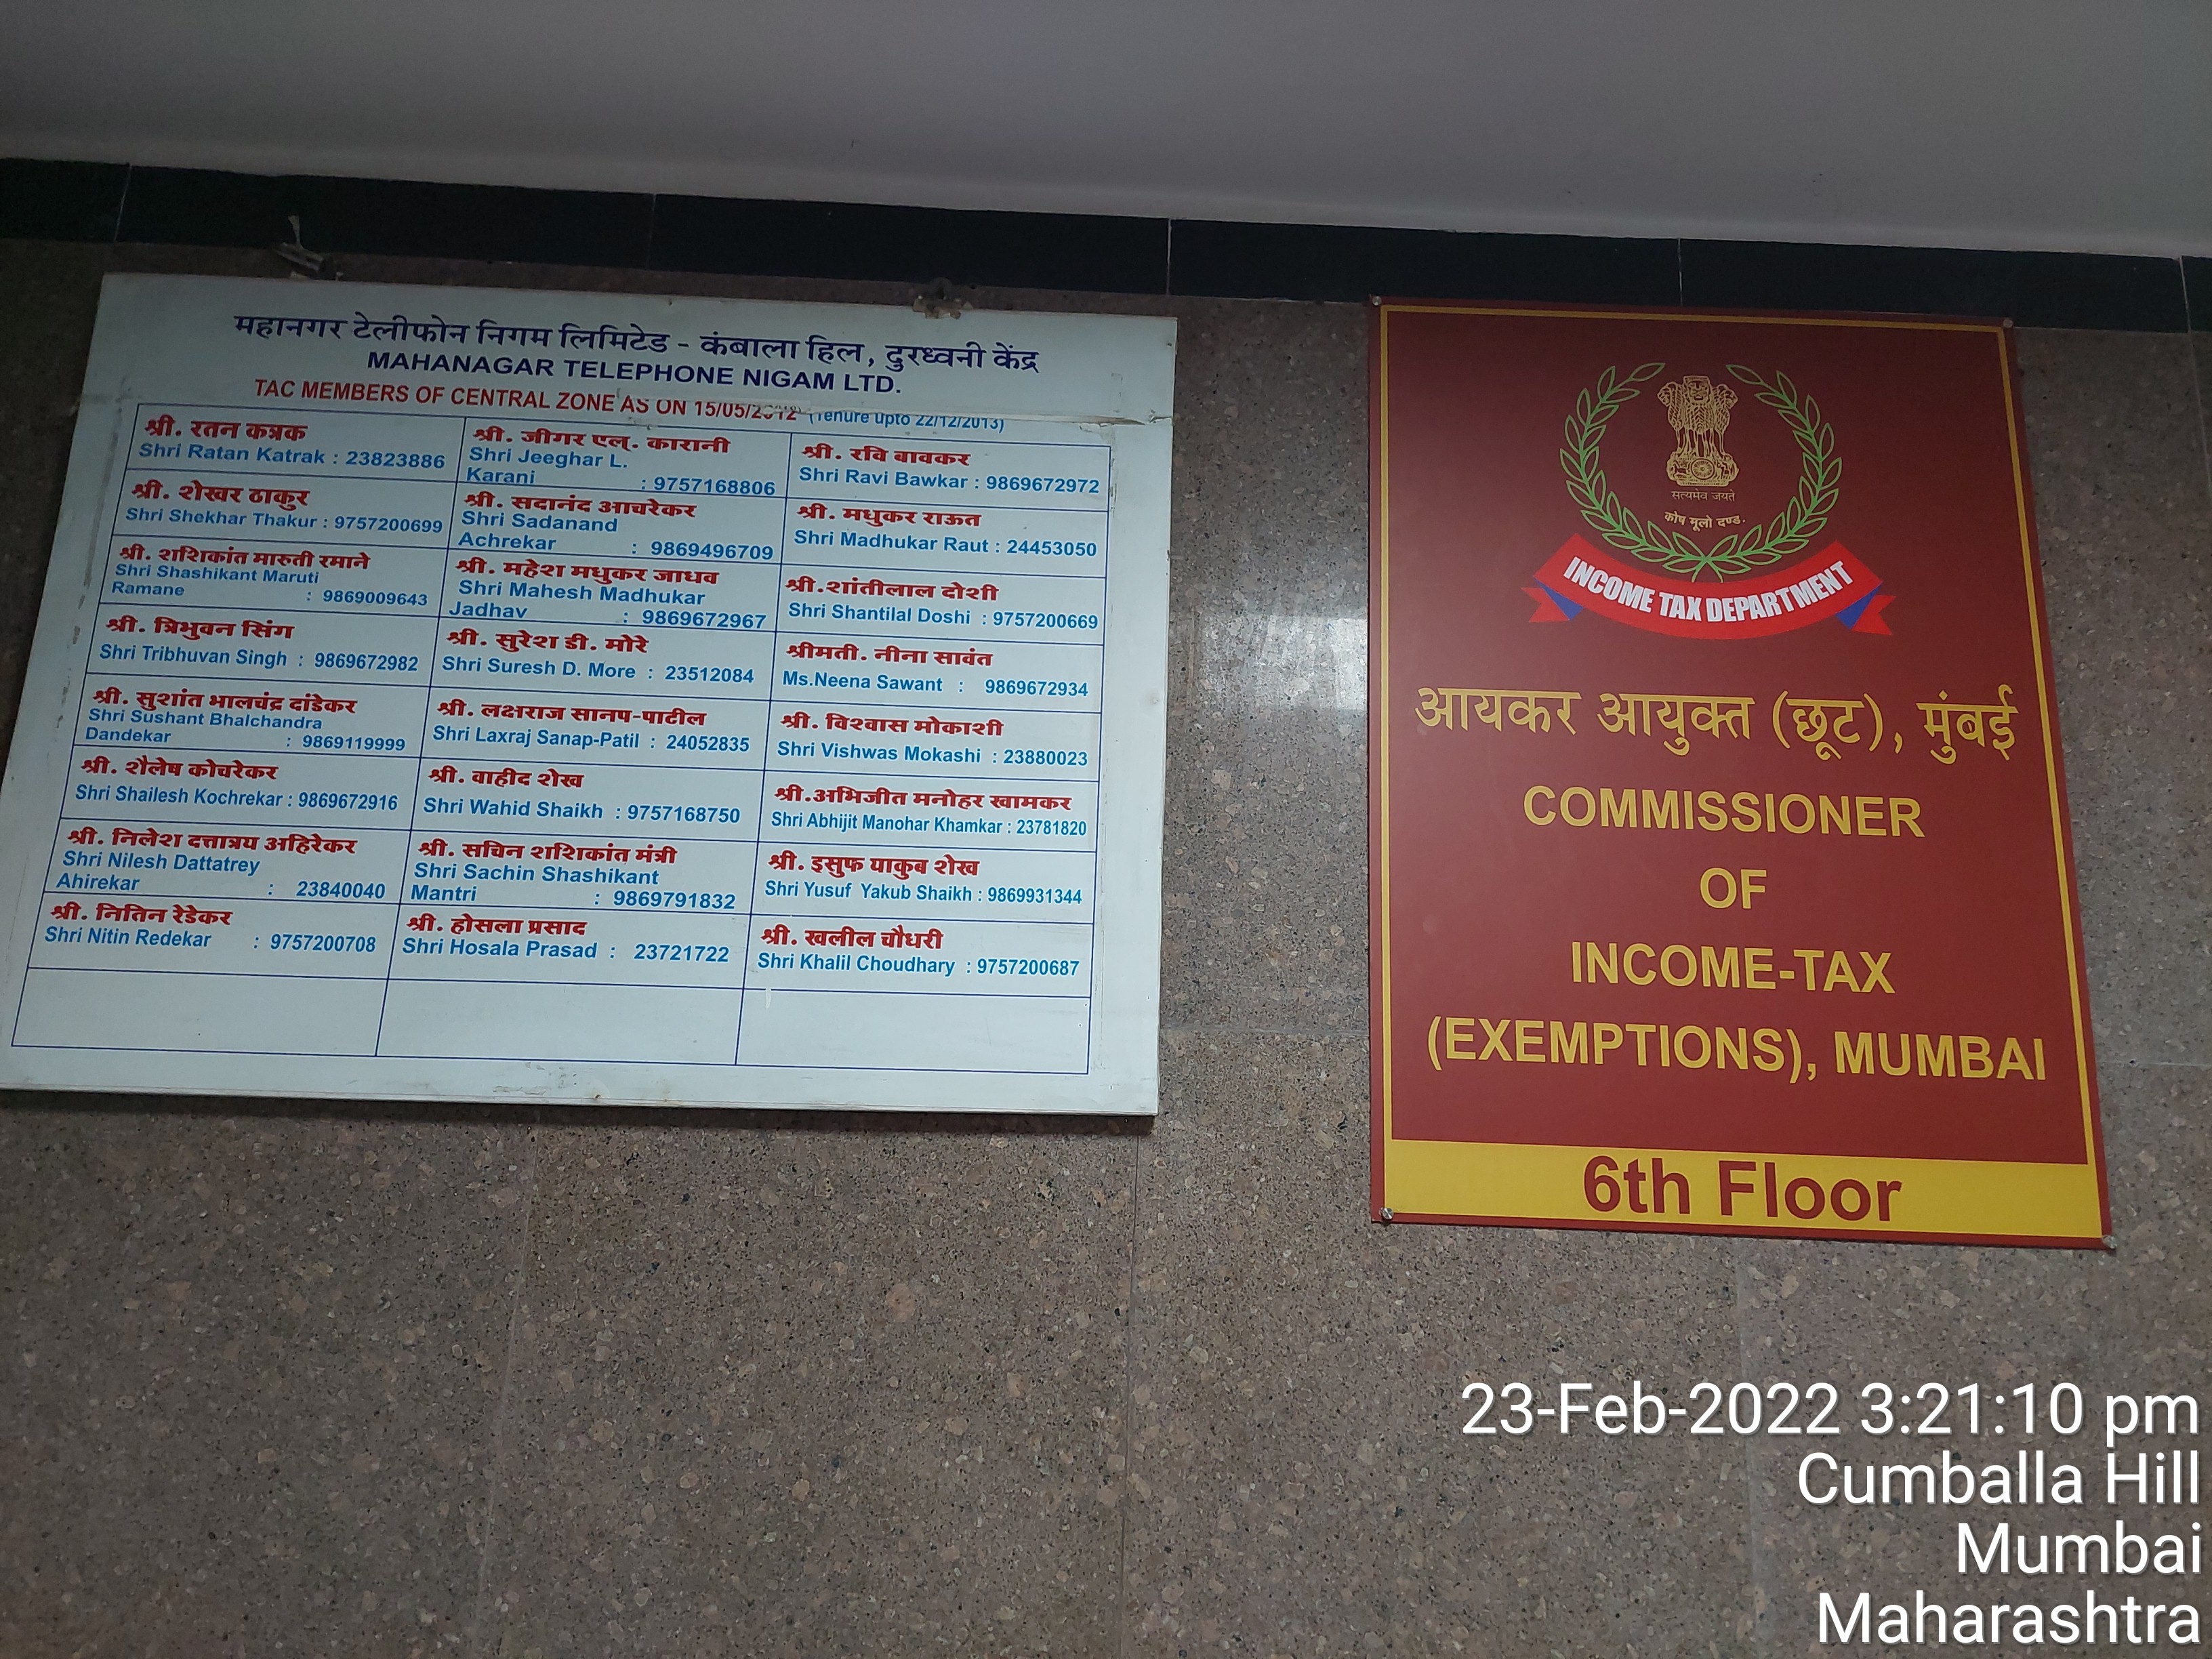 महानगर टेलीफोन निगम लिमिटेड - कंबाला हिल, दुरध्वनी केंद्र
MAHANAGAR TELEPHONE NIGAM LTD.
TAC MEMBERS OF CENTRAL ZONE AS ON 15/05/2012 (Tenure upto 22/12/2013)
श्री. रतन कत्रक
Shri Ratan Katrak : 23823886
श्री. जीगर एल्. कारानी
Shri Jeeghar L.
Karani : 9757168806
श्री. रवि बावकर
Shri Ravi Bawkar : 9869672972
श्री. शेखर ठाकुर
Shri Shekhar Thakur : 9757200699
श्री. सदानंद आचरेकर
Shri Sadanand
Achrekar : 9869496709
श्री. मधुकर राऊत
Shri Madhukar Raut : 24453050
श्री. शशिकांत मारुती रमाने
Shri Shashikant Maruti
Ramane : 9869009643
श्री. महेश मधुकर जाधव
Shri Mahesh Madhukar
Jadhav : 9869672967
श्री.शांतीलाल दोशी
Shri Shantilal Doshi : 9757200669
श्री. त्रिभुवन सिंग
Shri Tribhuvan Singh : 9869672982
श्री. सुरेश डी. मोरे
Shri Suresh D. More : 23512084
श्रीमती. नीना सावंत
Ms.Neena Sawant : 9869672934
श्री. सुशांत भालचंद्र दांडेकर
Shri Sushant Bhalchandra
Dandekar : 9869119999
श्री. लक्षराज सानप-पाटील
Shri Laxraj Sanap-Patil : 24052835
श्री. विश्वास मोकाशी
Shri Vishwas Mokashi : 23880023
श्री. शैलेष कोचरेकर
Shri Shailesh Kochrekar : 9869672916
श्री. वाहीद शेख
Shri Wahid Shaikh : 9757168750
श्री.अभिजीत मनोहर खामकर
Shri Abhijit Manohar Khamkar : 23781820
श्री. निलेश दत्तात्रय अहिरेकर
Shri Nilesh Dattatrey
Ahirekar : 23840040
श्री. सचिन शशिकांत मंत्री
Shri Sachin Shashikant
Mantri : 9869791832
श्री. इसुफ याकुब शेख
Shri Yusuf Yakub Shaikh : 9869931344
श्री. नितिन रेडेकर
Shri Nitin Redekar : 9757200708
श्री. होसला प्रसाद
Shri Hosala Prasad : 23721722
श्री. खलील चौधरी
Shri Khalil Choudhary : 9757200687
सत्यमेव जयते
कोष मूलो दण्ड.
INCOME TAX DEPARTMENT
आयकर आयुक्त (छूट), मुंबई
COMMISSIONER
OF
INCOME-TAX
(EXEMPTIONS), MUMBAI
6th Floor
23-Feb-2022 3:21:10 pm
Cumballa Hill
Mumbai
Maharashtra